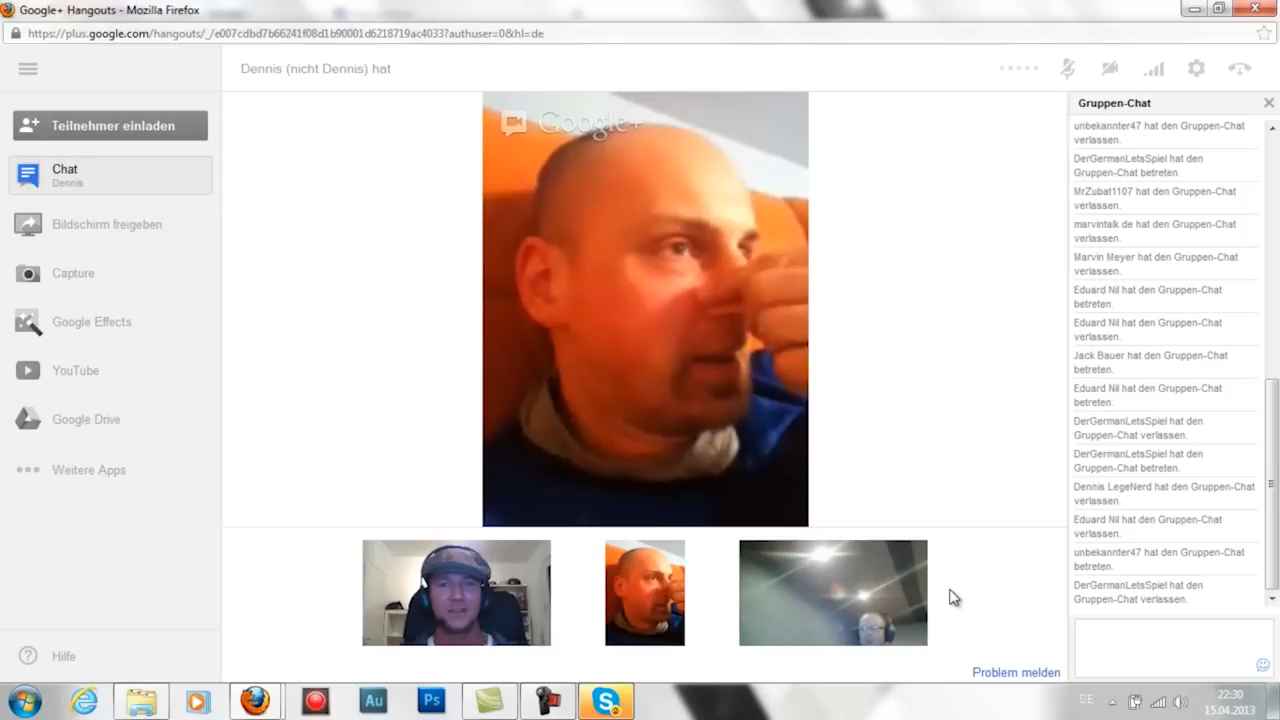 Google+ Hangouts - Mozilla Firefox
https://plus.google.com/hangouts/_/e007cdbd7b66241f08d1b90001d6218719ac4033?authuser=0&hl=de
Dennis (nicht Dennis) hat
Teilnehmer einladen
Chat
Dennis
Bildschirm freigeben
Capture
Google Effects
YouTube
Google Drive
Weitere Apps
Hilfe
Google+
Problem melden
Gruppen-Chat
unbekannter47 hat den Gruppen-Chat
verlassen.
DerGermanLetsSpiel hat den
Gruppen-Chat betreten.
MrZubat1107 hat den Gruppen-Chat
verlassen.
marvintalk de hat den Gruppen-Chat
verlassen.
Marvin Meyer hat den Gruppen-Chat
verlassen.
Eduard Nil hat den Gruppen-Chat
betreten.
Eduard Nil hat den Gruppen-Chat
verlassen.
Jack Bauer hat den Gruppen-Chat
betreten.
Eduard Nil hat den Gruppen-Chat
betreten.
DerGermanLetsSpiel hat den
Gruppen-Chat verlassen.
DerGermanLetsSpiel hat den
Gruppen-Chat betreten.
Dennis LegeNerd hat den Gruppen-Chat
verlassen.
Eduard Nil hat den Gruppen-Chat
verlassen.
unbekannter47 hat den Gruppen-Chat
betreten.
DerGermanLetsSpiel hat den
Gruppen-Chat verlassen.
Au
Ps
DE
22:30
15.04.2013